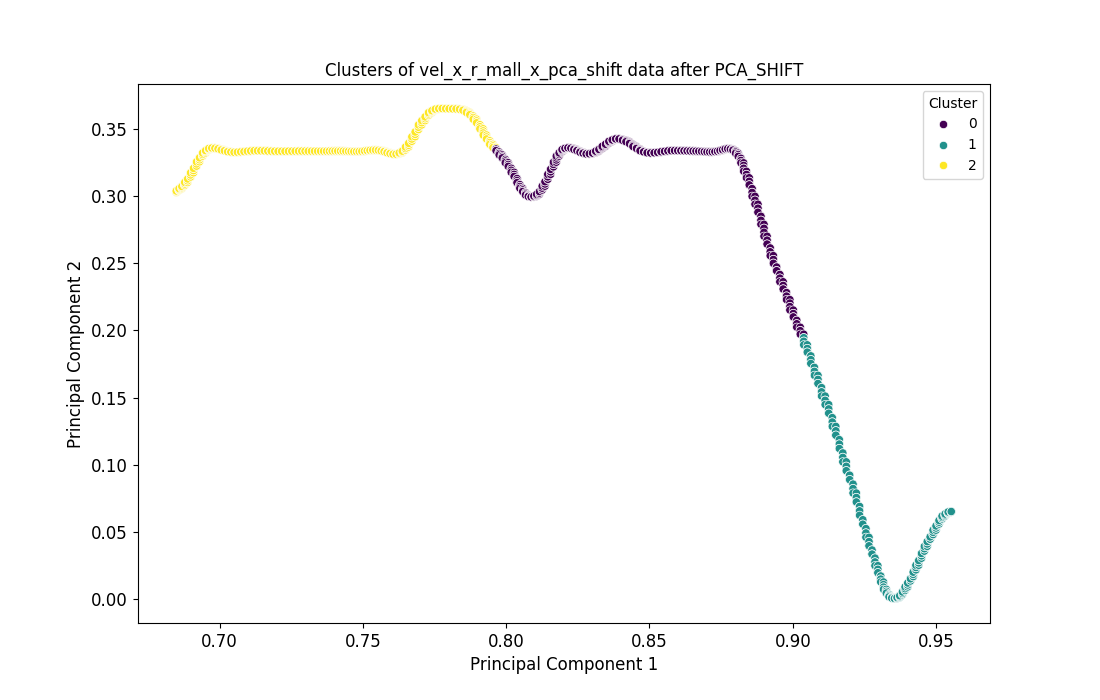 Clusters of vel_x_r_mall_x_pca_shift data after PCA_SHIFT
Cluster
0
1
2
Principal Component 2
0.35
0.30
0.25
0.20
0.15
0.10
0.05
0.00
0.70 0.75 0.80 0.85 0.90 0.95
Principal Component 1